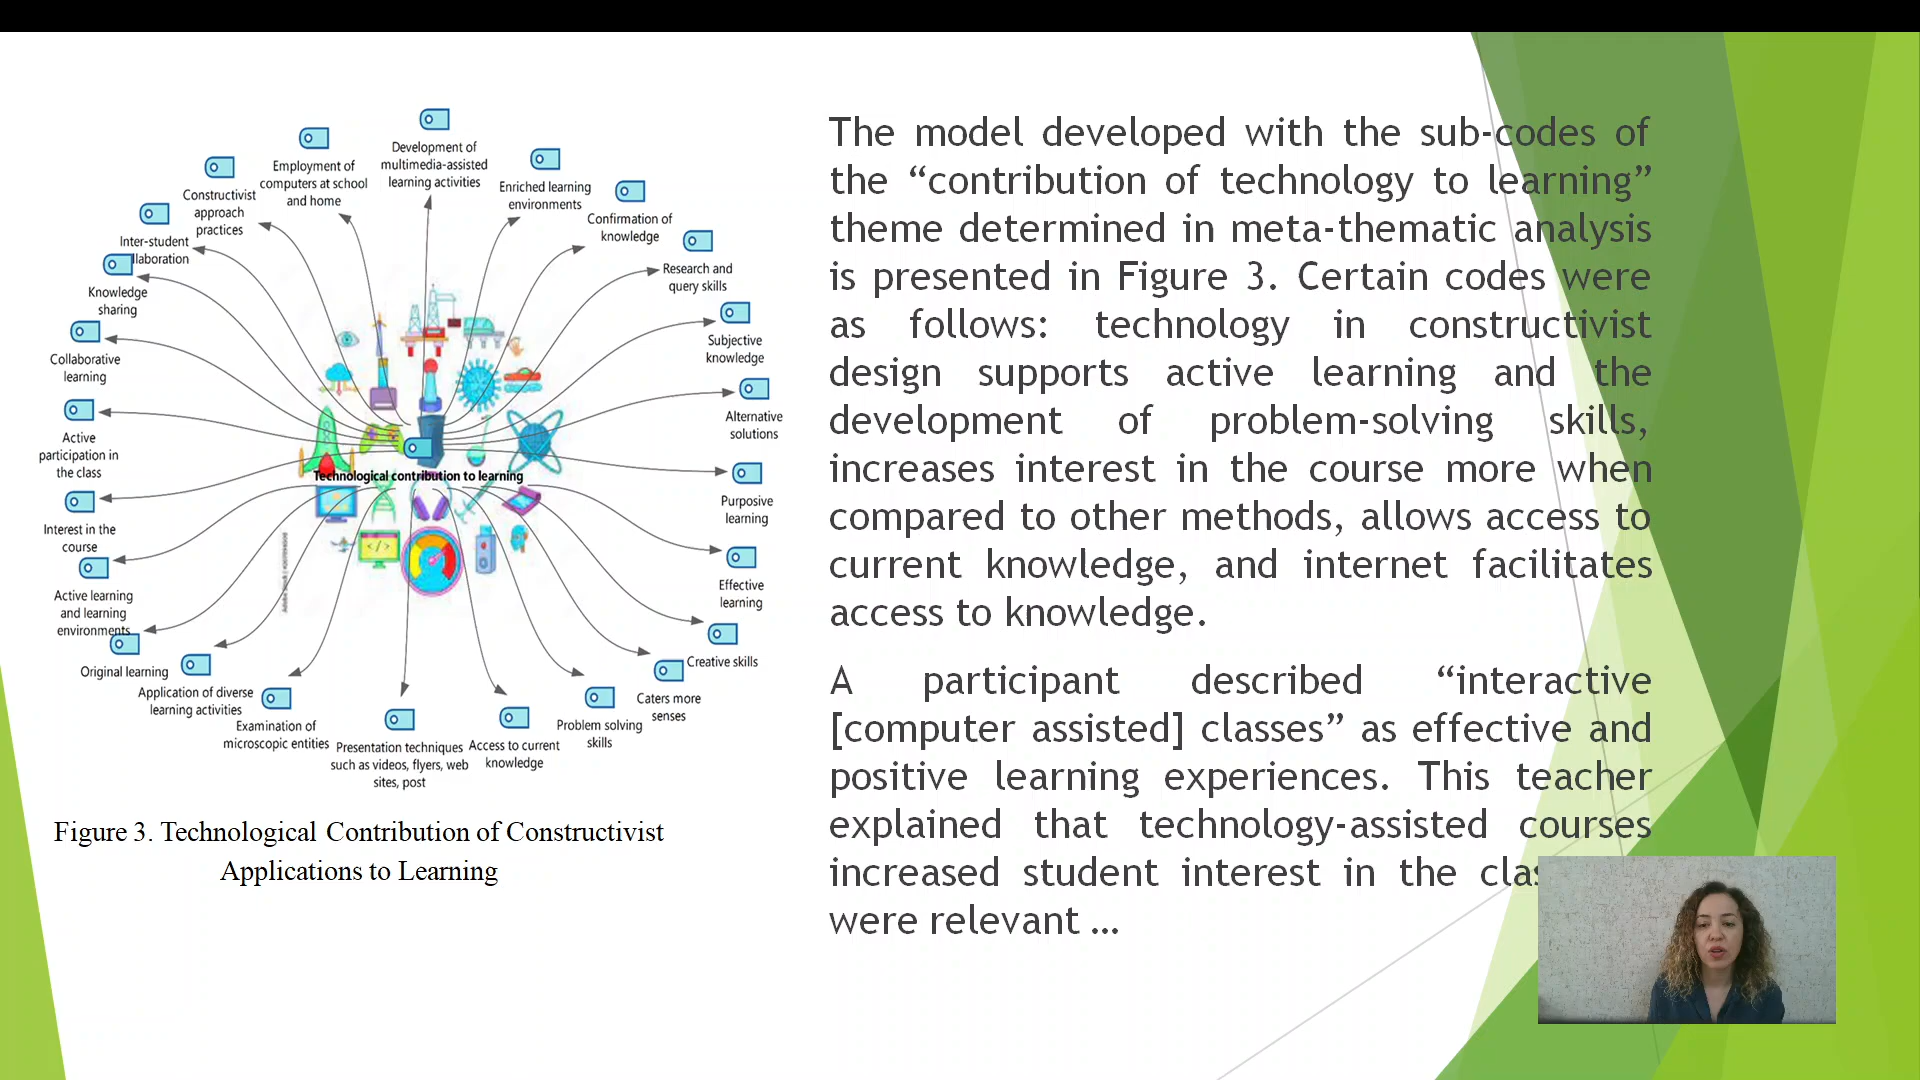 Development of
multimedia-assisted
learning activities
Employment of
computers at school
and home
Constructivist
approach
practices
Inter-student
llaboration
Knowledge
sharing
Collaborative
learning
Active
participation in
the class
Interest in the
course
Active learning
and learning
environments
Original learning
Application of diverse
learning activities
Examination of
microscopic entities
Presentation techniques
such as videos, flyers, web
sites, post
Access to current
knowledge
Problem solving
skills
Caters more
senses
Creative skills
Effective
learning
Purposive
learning
Alternative
solutions
Subjective
knowledge
Research and
query skills
Confirmation of
knowledge
Enriched learning
environments
Technological contribution to learning
Figure 3. Technological Contribution of Constructivist
Applications to Learning
The model developed with the sub-codes of
the “contribution of technology to learning”
theme determined in meta-thematic analysis
is presented in Figure 3. Certain codes were
as follows: technology in constructivist
design supports active learning and the
development of problem-solving skills,
increases interest in the course more when
compared to other methods, allows access to
current knowledge, and internet facilitates
access to knowledge.
A participant described “interactive
[computer assisted] classes” as effective and
positive learning experiences. This teacher
explained that technology-assisted courses
increased student interest in the
were relevant …